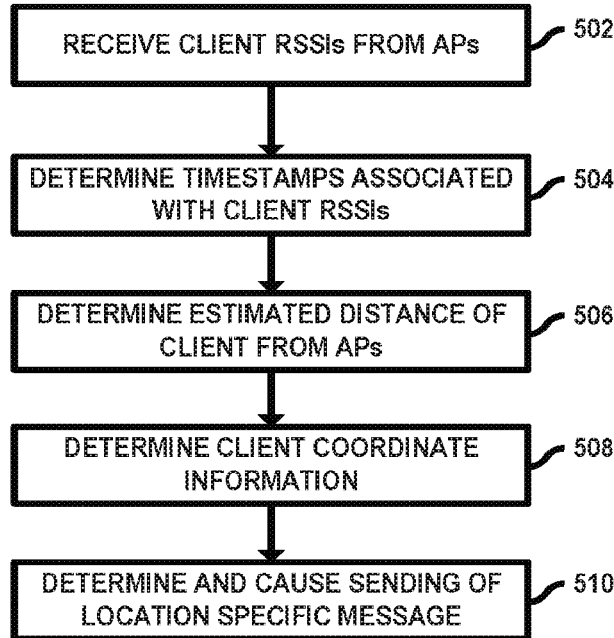 RECEIVE CLIENT RSSIs FROM APs
502
DETERMINE TIMESTAMPS ASSOCIATED
WITH CLIENT RSSIs
504
DETERMINE ESTIMATED DISTANCE OF
CLIENT FROM APs
506
DETERMINE CLIENT COORDINATE
INFORMATION
508
DETERMINE AND CAUSE SENDING OF
LOCATION SPECIFIC MESSAGE
510